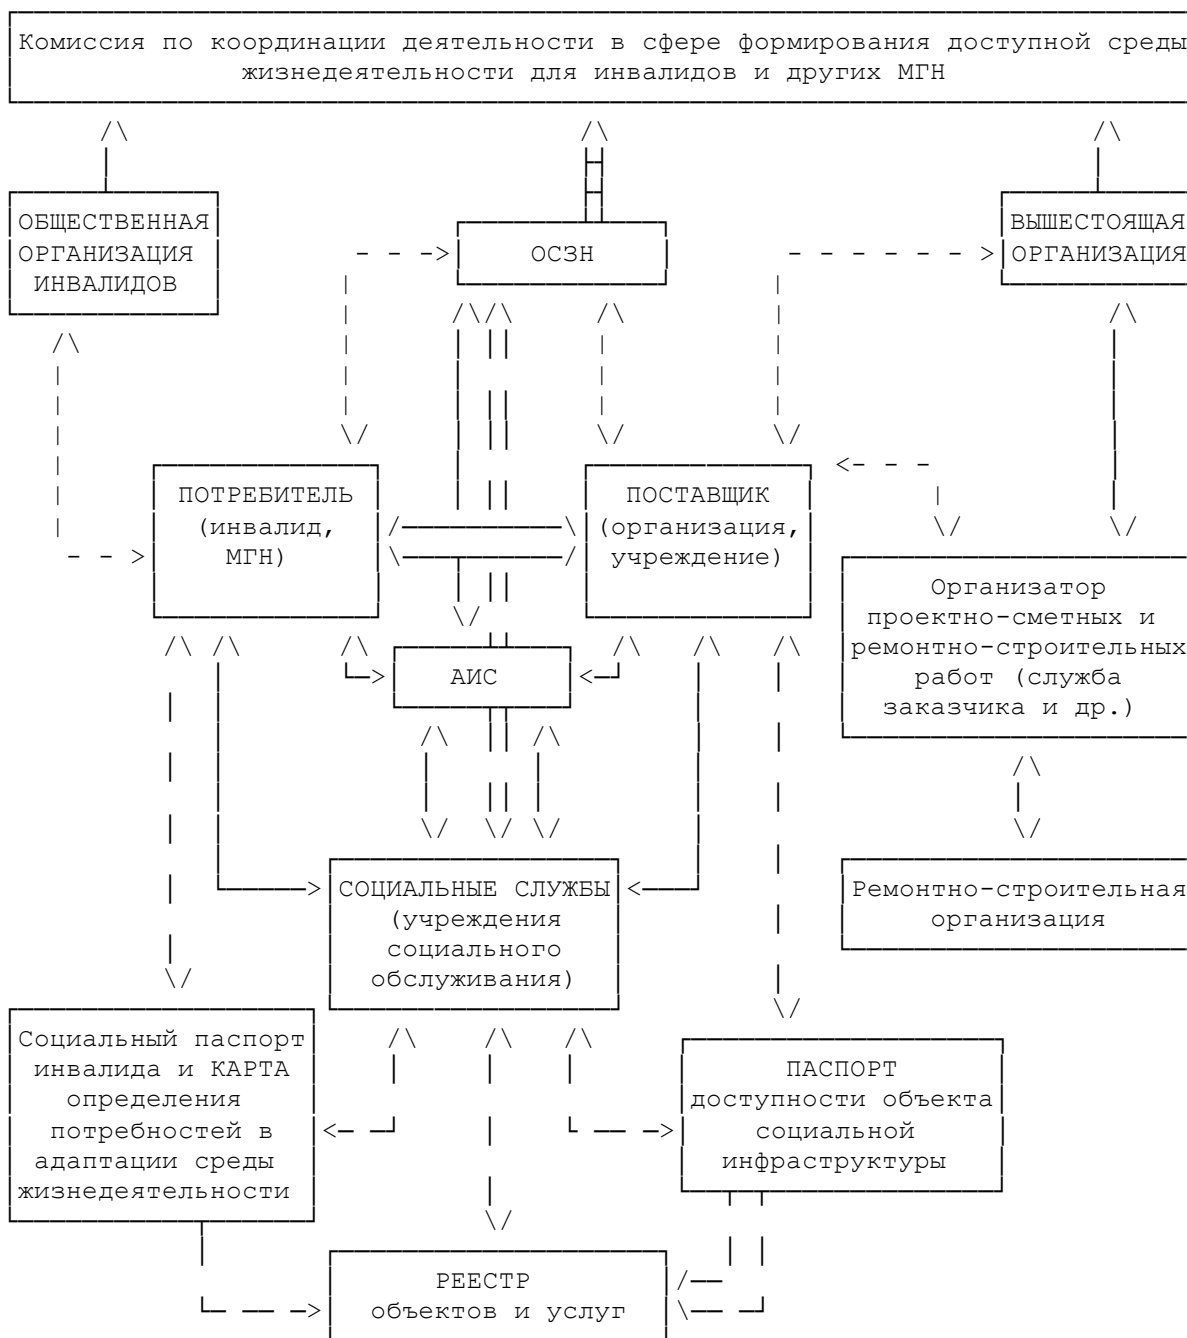 Комиссия по координации деятельности в сфере формирования доступной среды
жизнедеятельности для инвалидов и других МГН
ОБЩЕСТВЕННАЯ
ОРГАНИЗАЦИЯ
ИНВАЛИДОВ
ОСЗН
ВЫШЕСТОЯЩАЯ
ОРГАНИЗАЦИЯ
ПОТРЕБИТЕЛЬ
(инвалид,
МГН)
ПОСТАВЩИК
(организация,
учреждение)
Организатор
проектно-сметных и
ремонтно-строительных
работ (служба
заказчика и др.)
АИС
СОЦИАЛЬНЫЕ СЛУЖБЫ
(учреждения
социального
обслуживания)
Ремонтно-строительная
организация
Социальный паспорт
инвалида и КАРТА
определения
потребностей в
адаптации среды
жизнедеятельности
ПАСПОРТ
доступности объекта
социальной
инфраструктуры
РЕЕСТР
объектов и услуг